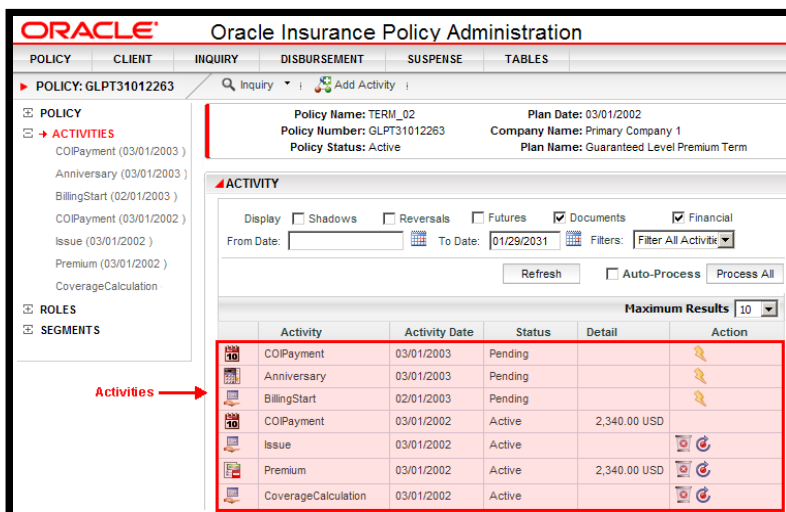 ORACLE Oracle Insurance Policy Administration
POLICY CLIENT INQUIRY DISBURSEMENT SUSPENSE TABLES
POLICY: GLPT31012263 Inquiry Add Activity
POLICY
ACTIVITIES
COIPayment (03/01/2003 )
Anniversary (03/01/2003 )
BillingStart (02/01/2003 )
COIPayment (03/01/2002 )
Issue (03/01/2002 )
Premium (03/01/2002 )
CoverageCalculation
ROLES
SEGMENTS
Policy Name: TERM_02 Plan Date: 03/01/2002
Policy Number: GLPT31012263 Company Name: Primary Company 1
Policy Status: Active Plan Name: Guaranteed Level Premium Term
ACTIVITY
Display Shadows Reversals Futures Documents Financial
From Date: To Date: 01/29/2031 Filters: Filter All Activitie
Refresh Auto-Process Process All
Maximum Results 10
Activity Activity Date Status Detail Action
10 COIPayment 03/01/2003 Pending
Anniversary 03/01/2003 Pending
BillingStart 02/01/2003 Pending
10 COIPayment 03/01/2002 Active 2,340.00 USD
Issue 03/01/2002 Active
Premium 03/01/2002 Active 2,340.00 USD
CoverageCalculation 03/01/2002 Active
Activities